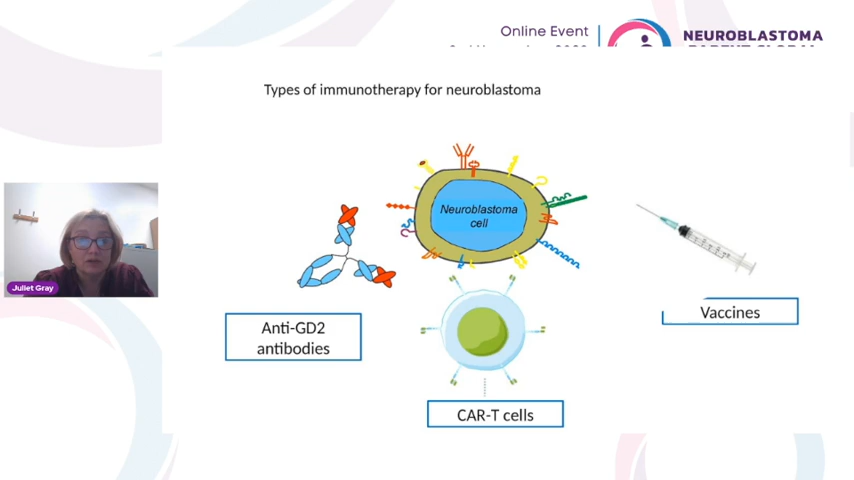 Online Event
NEUROBLASTOMA
Types of immunotherapy for neuroblastoma
Neuroblastoma
cell
Juliet Gray
Anti-GD2
antibodies
Vaccines
CAR-T cells